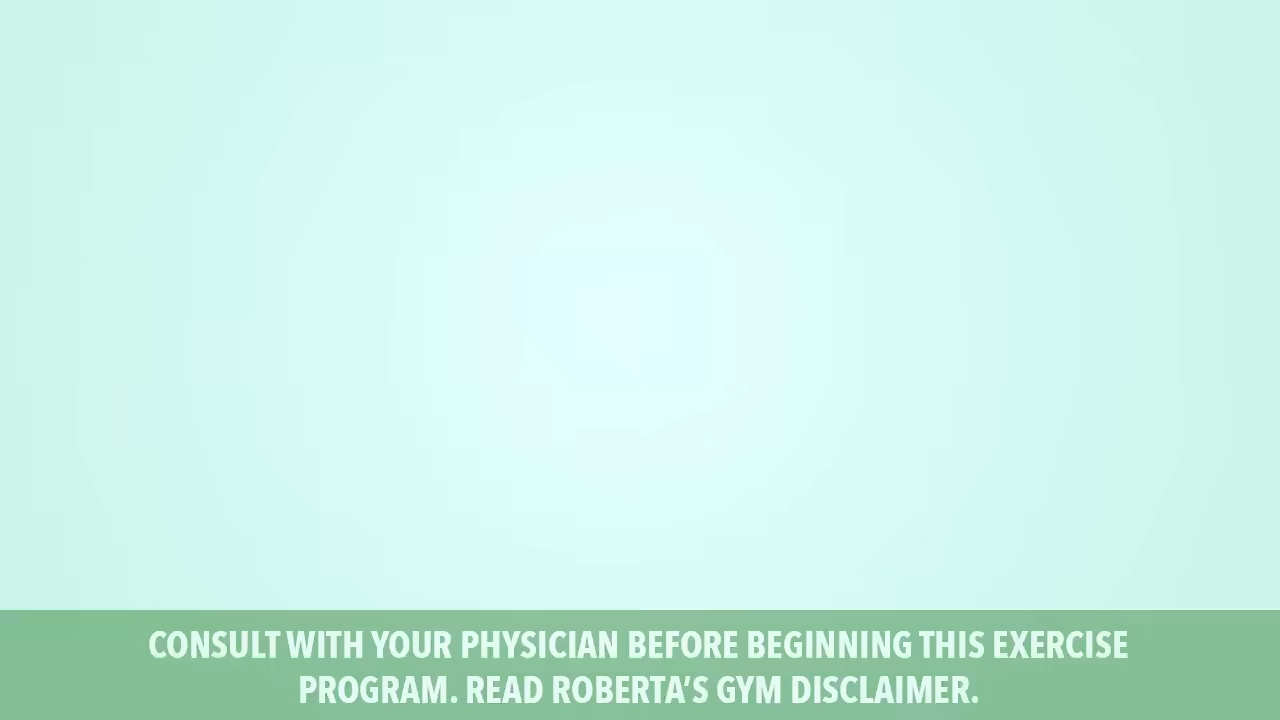 CONSULT WITH YOUR PHYSICIAN BEFORE BEGINNING THIS EXERCISE
PROGRAM. READ ROBERTA’S GYM DISCLAIMER.